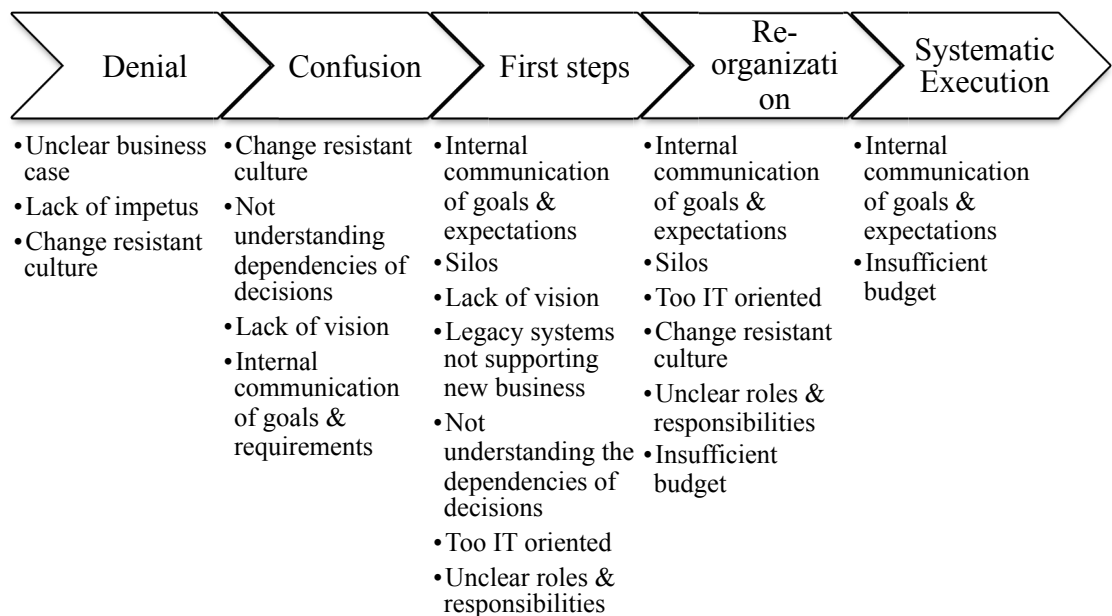 Denial
Confusion
First steps
Re-
organizati
on
Systematic
Execution
•Unclear business
case
•Lack of impetus
•Change resistant
culture
•Change resistant
culture
•Not
understanding
dependencies of
decisions
•Lack of vision
•Internal
communication
of goals &
requirements
•Internal
communication
of goals &
expectations
•Silos
•Lack of vision
•Legacy systems
not supporting
new business
•Not
understanding the
dependencies of
decisions
•Too IT oriented
•Unclear roles &
responsibilities
•Internal
communication
of goals &
expectations
•Silos
•Too IT oriented
•Change resistant
culture
•Unclear roles &
responsibilities
•Insufficient
budget
•Internal
communication
of goals &
expectations
•Insufficient
budget